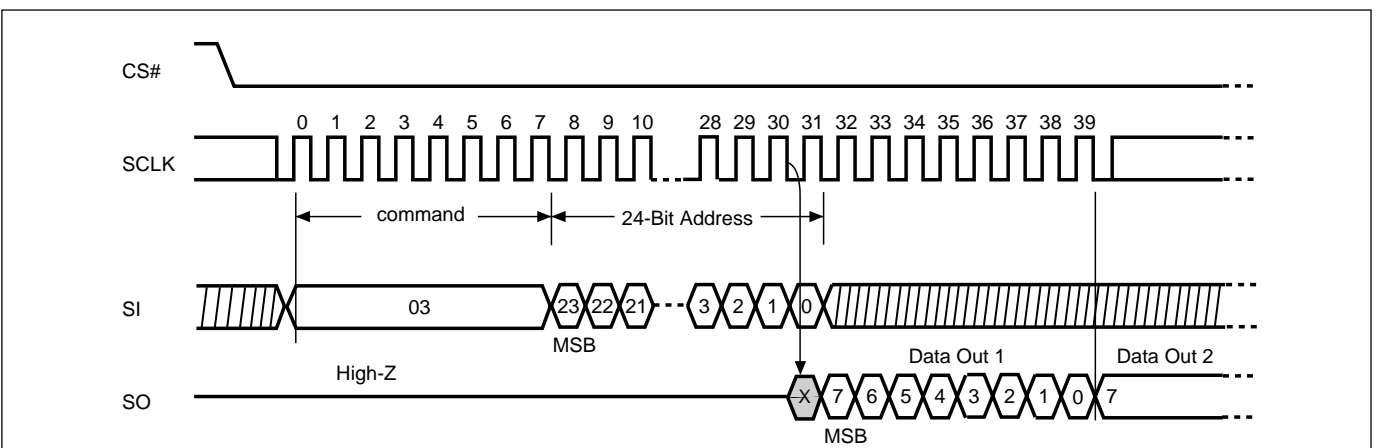 CS#
0 1 2 3 4 5 6 7 8 9 10 28 29 30 31 32 33 34 35 36 37 38 39
SCLK
command
24-Bit Address
SI
03 23 22 21 3 2 1 0
MSB
Data Out 1 Data Out 2
High-Z
SO
X 7 6 5 4 3 2 1 0 7
MSB